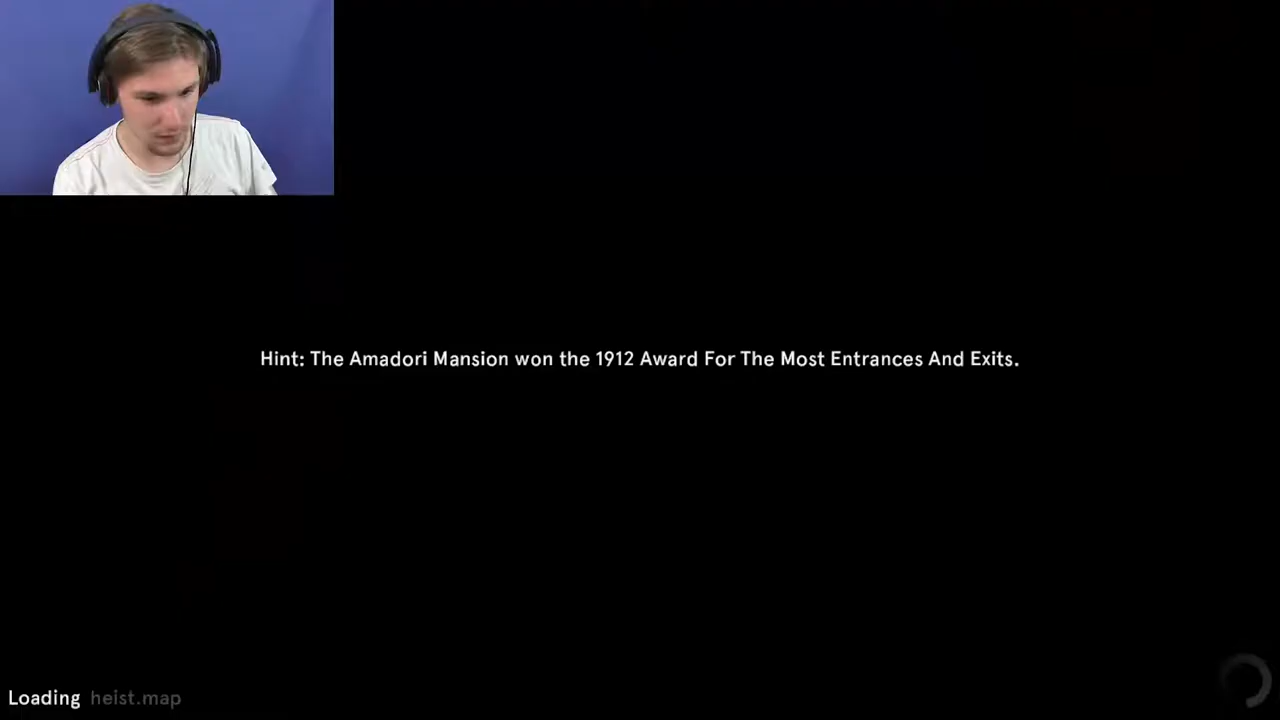 Hint: The Amadori Mansion won the 1912 Award For The Most Entrances And Exits.
Loading heist.map